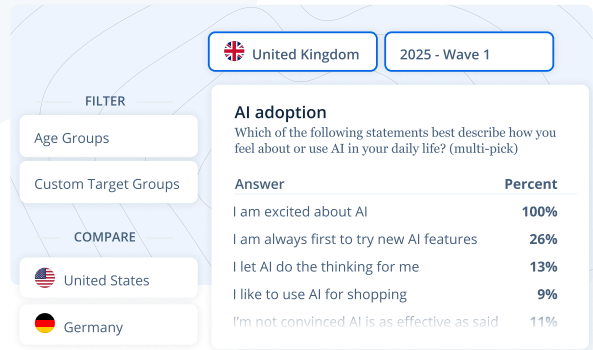 United Kingdom
2025 - Wave 1
FILTER
Age Groups
Custom Target Groups
COMPARE
United States
Germany
AI adoption
Which of the following statements best describe how you
feel about or use AI in your daily life? (multi-pick)
Answer Percent
I am excited about AI 100%
I am always first to try new AI features 26%
I let AI do the thinking for me 13%
I like to use AI for shopping 9%
I'm not convinced AI is as effective as said 11%